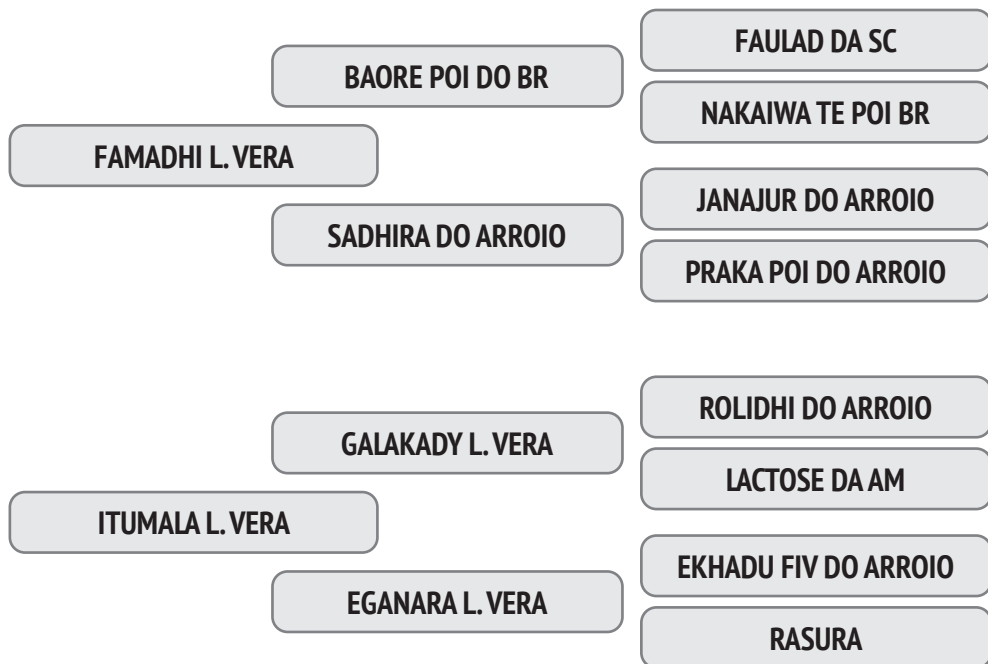 FAULAD DA SC
BAORE POI DO BR
NAKAIWA TE POI BR
FAMADHI L. VERA
JANAJUR DO ARROIO
SADHIRA DO ARROIO
PRAKA POI DO ARROIO
ROLIDHI DO ARROIO
GALAKADY L. VERA
LACTOSE DA AM
ITUMALA L. VERA
EKHADU FIV DO ARROIO
EGANARA L. VERA
RASURA